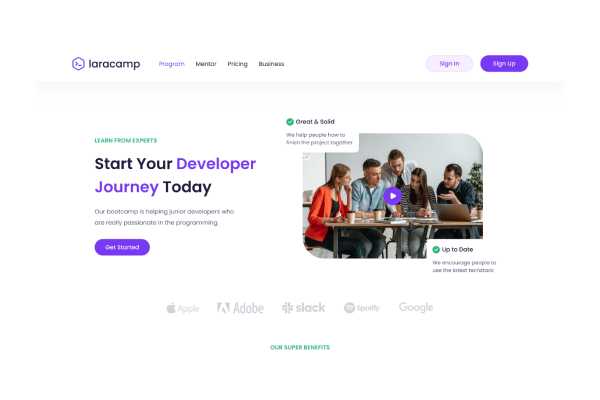 laracamp
Program Mentor Pricing Business
Sign In
Sign Up
LEARN FROM EXPERTS
Start Your Developer
Journey Today
Our bootcamp is helping junior developers who
are really passionate in the programming.
Get Started
Great & Solid
We help people how to
finish the project together
Up to Date
We encourage people to
use the latest techstack
Apple
Adobe
slack
Spotify
Google
OUR SUPER BENEFITS